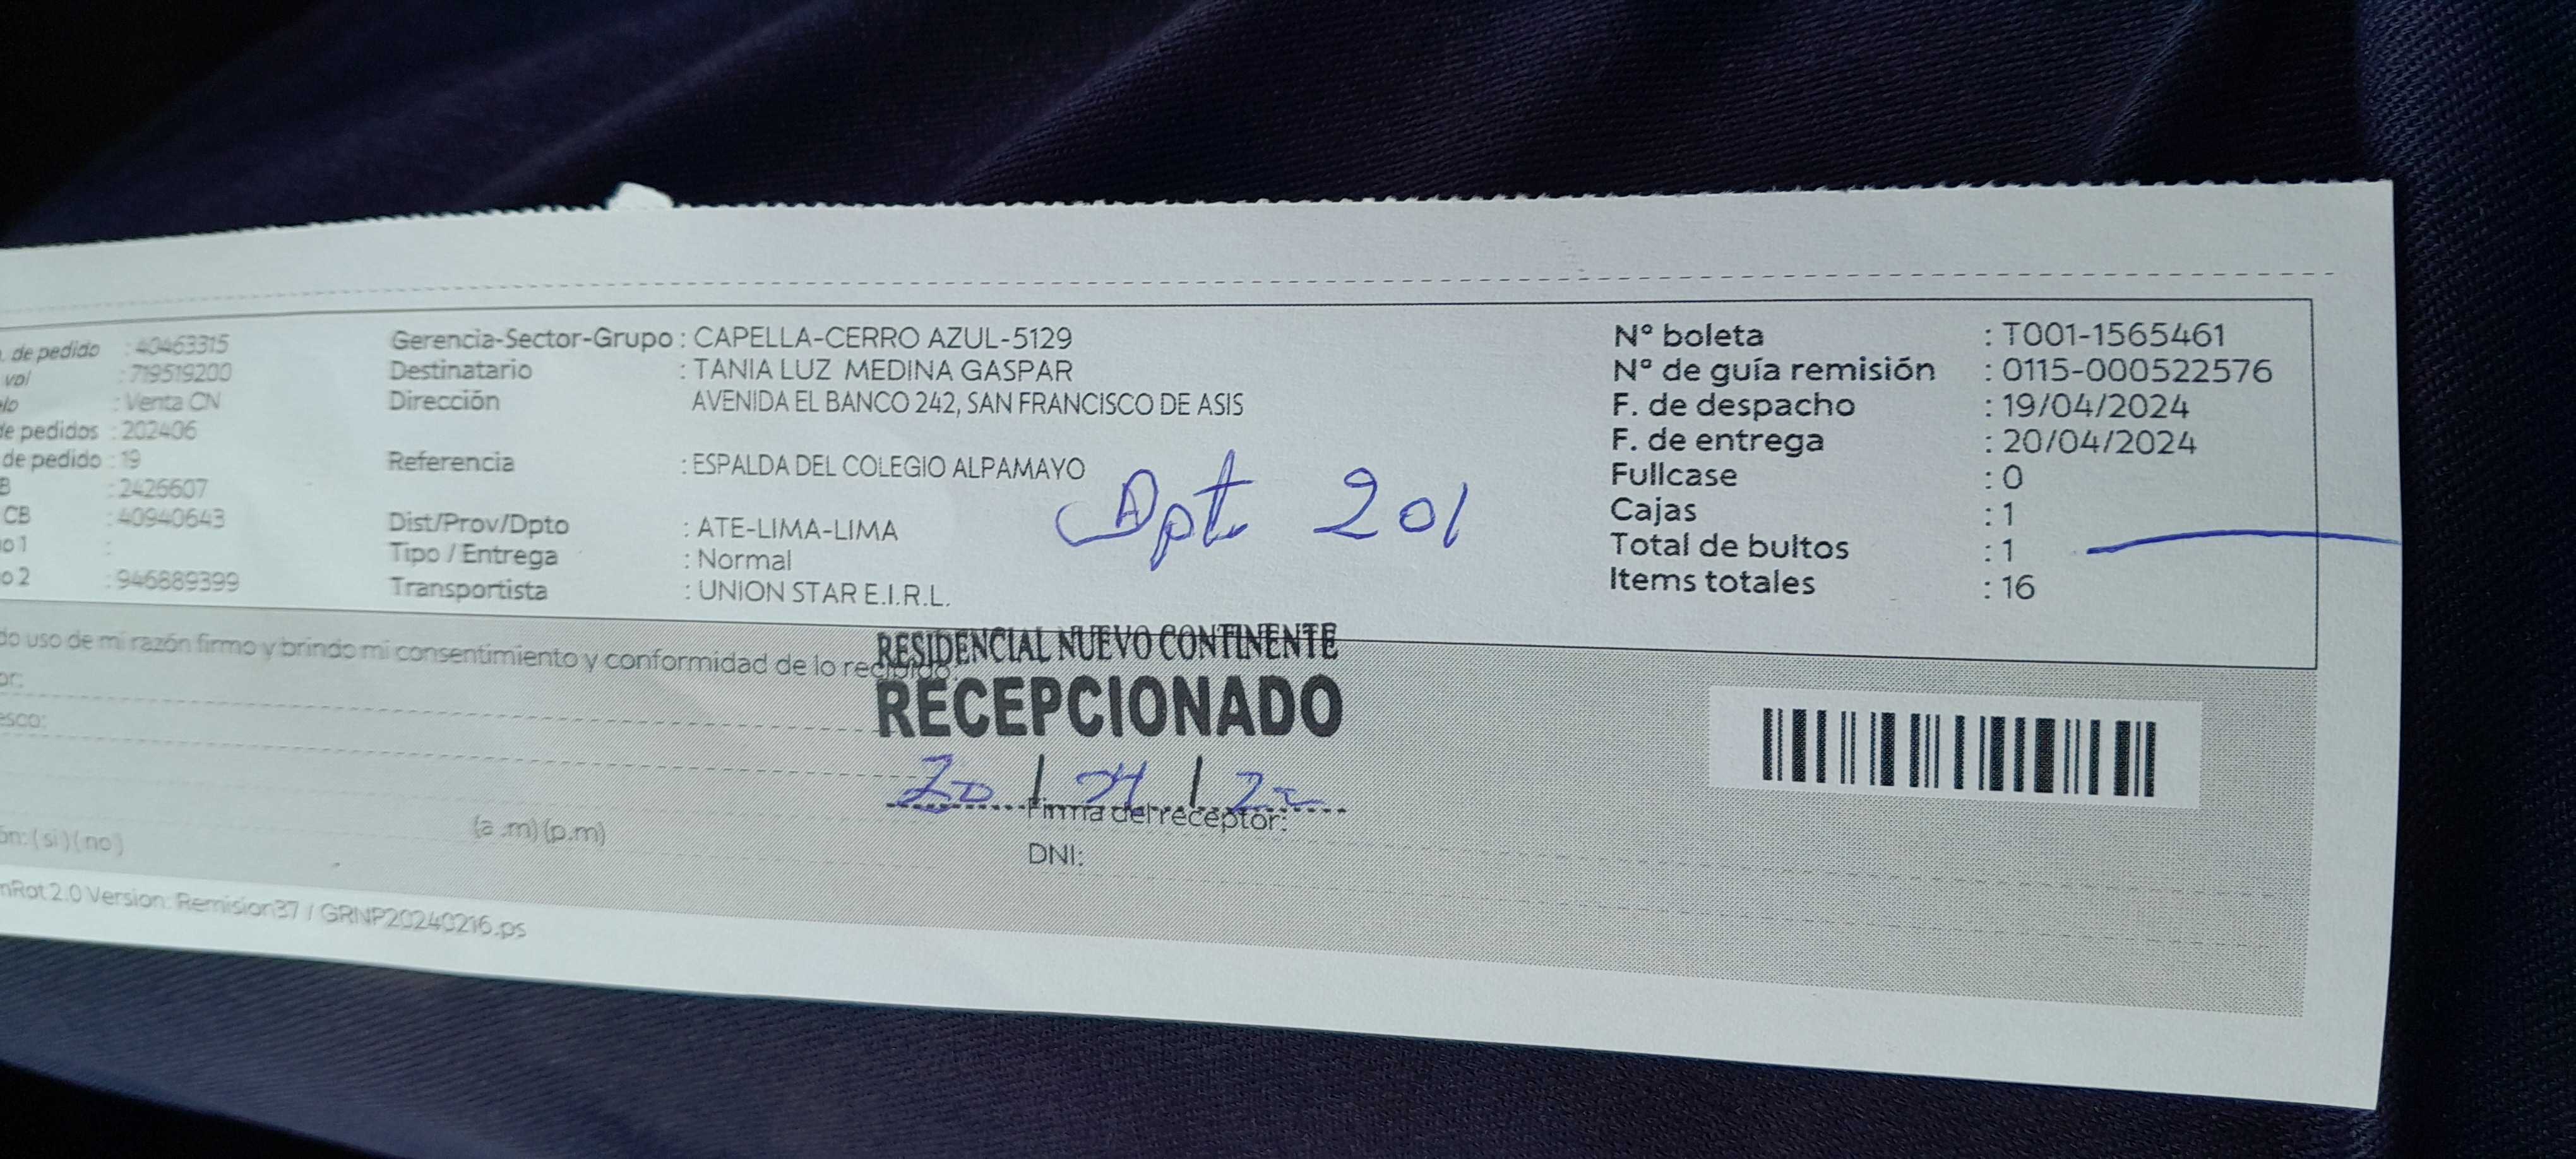 . de pedido : 40463315
vol : 719519200
lo : Venta CN
de pedidos : 202406
de pedido : 19
B : 2426607
CB : 40940643
o 1 :
o 2 : 946889399
Gerencia-Sector-Grupo : CAPELLA-CERRO AZUL-5129
Destinatario : TANIA LUZ MEDINA GASPAR
Dirección AVENIDA EL BANCO 242, SAN FRANCISCO DE ASIS
Referencia : ESPALDA DEL COLEGIO ALPAMAYO
Dpt. 201
Dist/Prov/Dpto : ATE-LIMA-LIMA
Tipo / Entrega : Normal
Transportista : UNION STAR E.I.R.L.
Nº boleta : T001-1565461
Nº de guía remisión : 0115-000522576
F. de despacho : 19/04/2024
F. de entrega : 20/04/2024
Fullcase : 0
Cajas : 1
Total de bultos : 1
Items totales : 16
do uso de mi razón firmo y brindo mi consentimiento y conformidad de lo recibido.
RESIDENCIAL NUEVO CONTINENTE
RECEPCIONADO
or:
esco:
20 / /
Firma del receptor:
DNI:
ón: (si) (no) (a.m) (p.m)
nRot 2.0 Version: Remision37 / GRNP20240216.ps